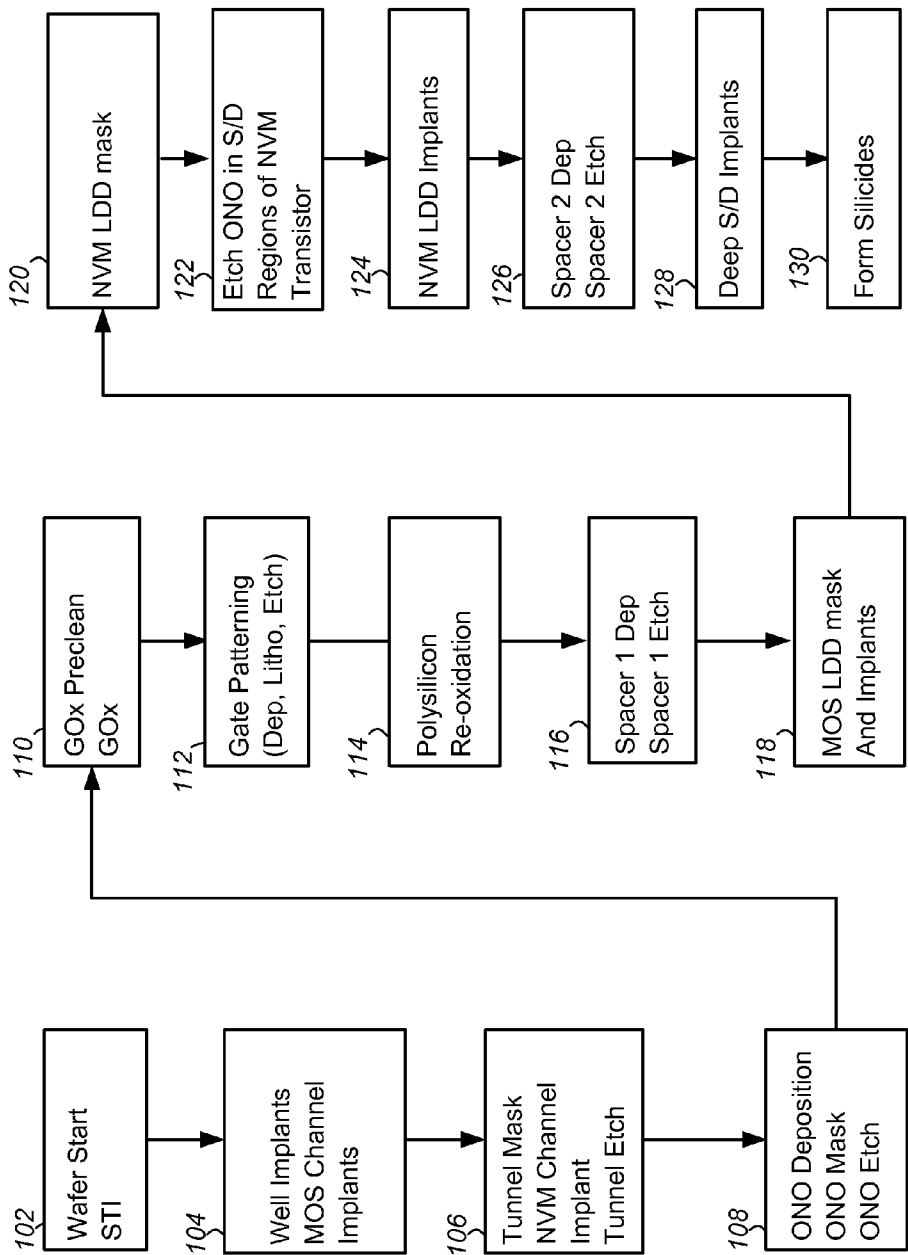 102
Wafer Start
STI
104
Well Implants
MOS Channel
Implants
106
Tunnel Mask
NVM Channel
Implant
Tunnel Etch
108
ONO Deposition
ONO Mask
ONO Etch
110
GOx Preclean
GOx
112
Gate Patterning
(Dep, Litho, Etch)
114
Polysilicon
Re-oxidation
116
Spacer 1 Dep
Spacer 1 Etch
118
MOS LDD mask
And Implants
120
NVM LDD mask
122
Etch ONO in S/D
Regions of NVM
Transistor
124
NVM LDD Implants
126
Spacer 2 Dep
Spacer 2 Etch
128
Deep S/D Implants
130
Form Silicides